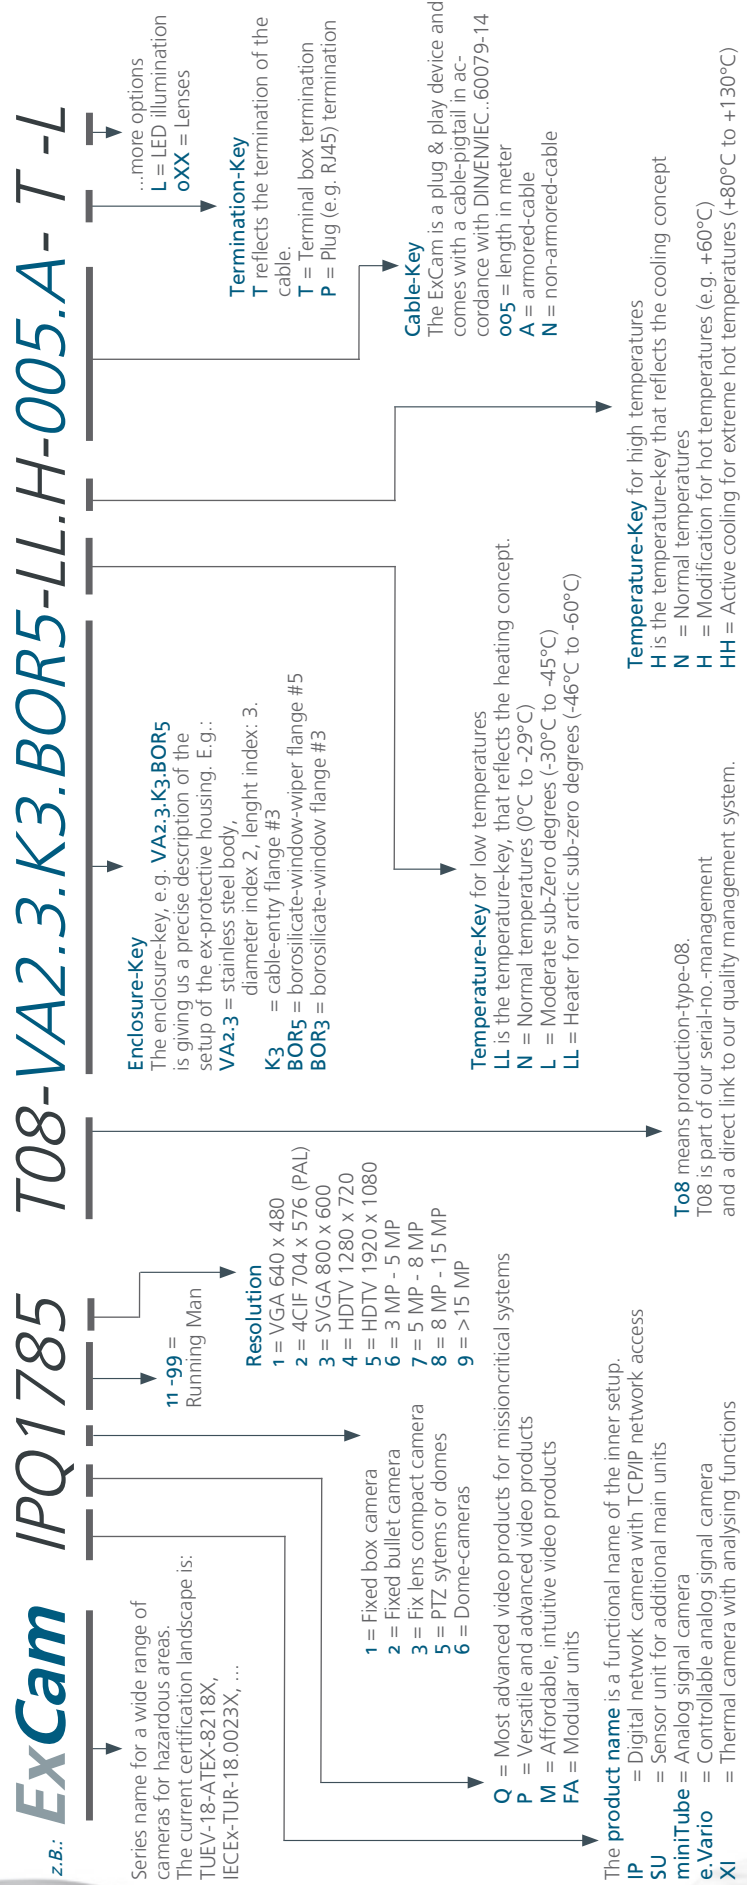 z.B.: ExCam IPQ1785 T08-VA2.3.K3.BOR5-LL.H-005.A- T -L
Series name for a wide range of
cameras for hazardous areas.
The current certification landscape is:
TUEV-18-ATEX-8218X,
IECEx-TUR-18.0023X, ...
The product name is a functional name of the inner setup.
IP = Digital network camera with TCP/IP network access
SU = Sensor unit for additional main units
miniTube = Analog signal camera
e.Vario = Controllable analog signal camera
XI = Thermal camera with analysing functions
Q = Most advanced video products for missioncritical systems
P = Versatile and advanced video products
M = Affordable, intuitive video products
FA = Modular units
1 = Fixed box camera
2 = Fixed bullet camera
3 = Fix lens compact camera
5 = PTZ sytems or domes
6 = Dome-cameras
11 -99 =
Running Man
Resolution
1 = VGA 640 x 480
2 = 4CIF 704 x 576 (PAL)
3 = SVGA 800 x 600
4 = HDTV 1280 x 720
5 = HDTV 1920 x 1080
6 = 3 MP - 5 MP
7 = 5 MP - 8 MP
8 = 8 MP - 15 MP
9 = >15 MP
T08 means production-type-08.
T08 is part of our serial-no.-management
and a direct link to our quality management system.
Enclosure-Key
The enclosure-key, e.g. VA2.3.K3.BOR5
is giving us a precise description of the
setup of the ex-protective housing. E.g.:
VA2.3 = stainless steel body,
diameter index 2, lenght index: 3.
K3 = cable-entry flange #3
BOR5 = borosilicate-window-wiper flange #5
BOR3 = borosilicate-window flange #3
Temperature-Key for low temperatures
LL is the temperature-key, that reflects the heating concept.
N = Normal temperatures (0°C to -29°C)
L = Moderate sub-Zero degrees (-30°C to -45°C)
LL = Heater for arctic sub-zero degrees (-46°C to -60°C)
Temperature-Key for high temperatures
H is the temperature-key that reflects the cooling concept
N = Normal temperatures
H = Modification for hot temperatures (e.g. +60°C)
HH = Active cooling for extreme hot temperatures (+80°C to +130°C)
Cable-Key
The ExCam is a plug & play device and
comes with a cable-pigtail in ac-
cordance with DIN/EN/IEC..60079-14
005 = length in meter
A = armored-cable
N = non-armored-cable
Termination-Key
T reflects the termination of the
cable.
T = Terminal box termination
P = Plug (e.g. RJ45) termination
...more options
L = LED illumination
0XX = Lenses